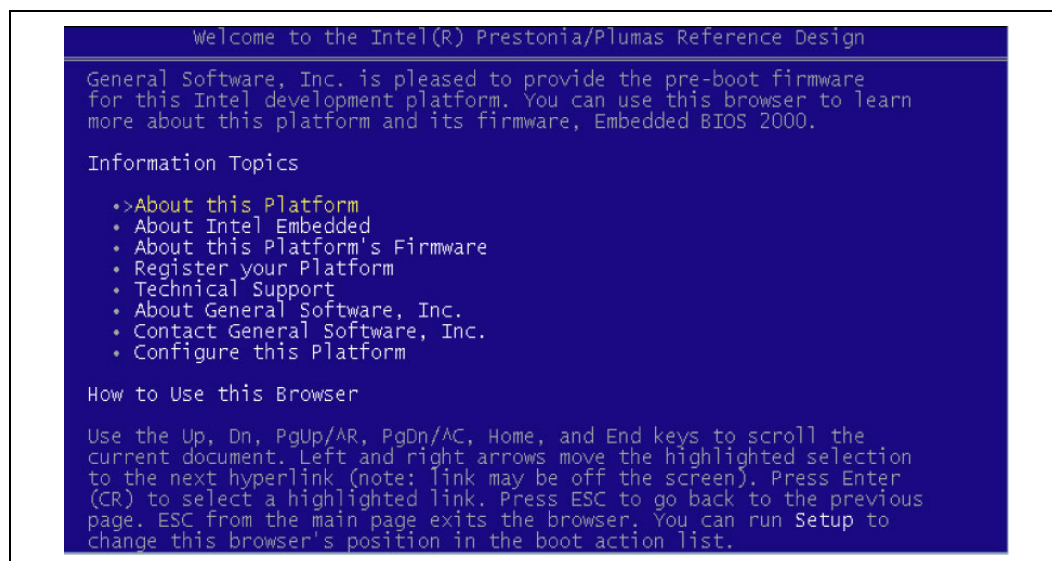 Welcome to the Intel(R) Prestonia/Plumas Reference Design
General Software, Inc. is pleased to provide the pre-boot firmware
for this Intel development platform. You can use this browser to learn
more about this platform and its firmware, Embedded BIOS 2000.
Information Topics
•>About this Platform
• About Intel Embedded
• About this Platform's Firmware
• Register your Platform
• Technical Support
• About General Software, Inc.
• Contact General Software, Inc.
• Configure this Platform
How to Use this Browser
Use the Up, Dn, PgUp/^R, PgDn/^C, Home, and End keys to scroll the
current document. Left and right arrows move the highlighted selection
to the next hyperlink (note: link may be off the screen). Press Enter
(CR) to select a highlighted link. Press ESC to go back to the previous
page. ESC from the main page exits the browser. You can run Setup to
change this browser's position in the boot action list.